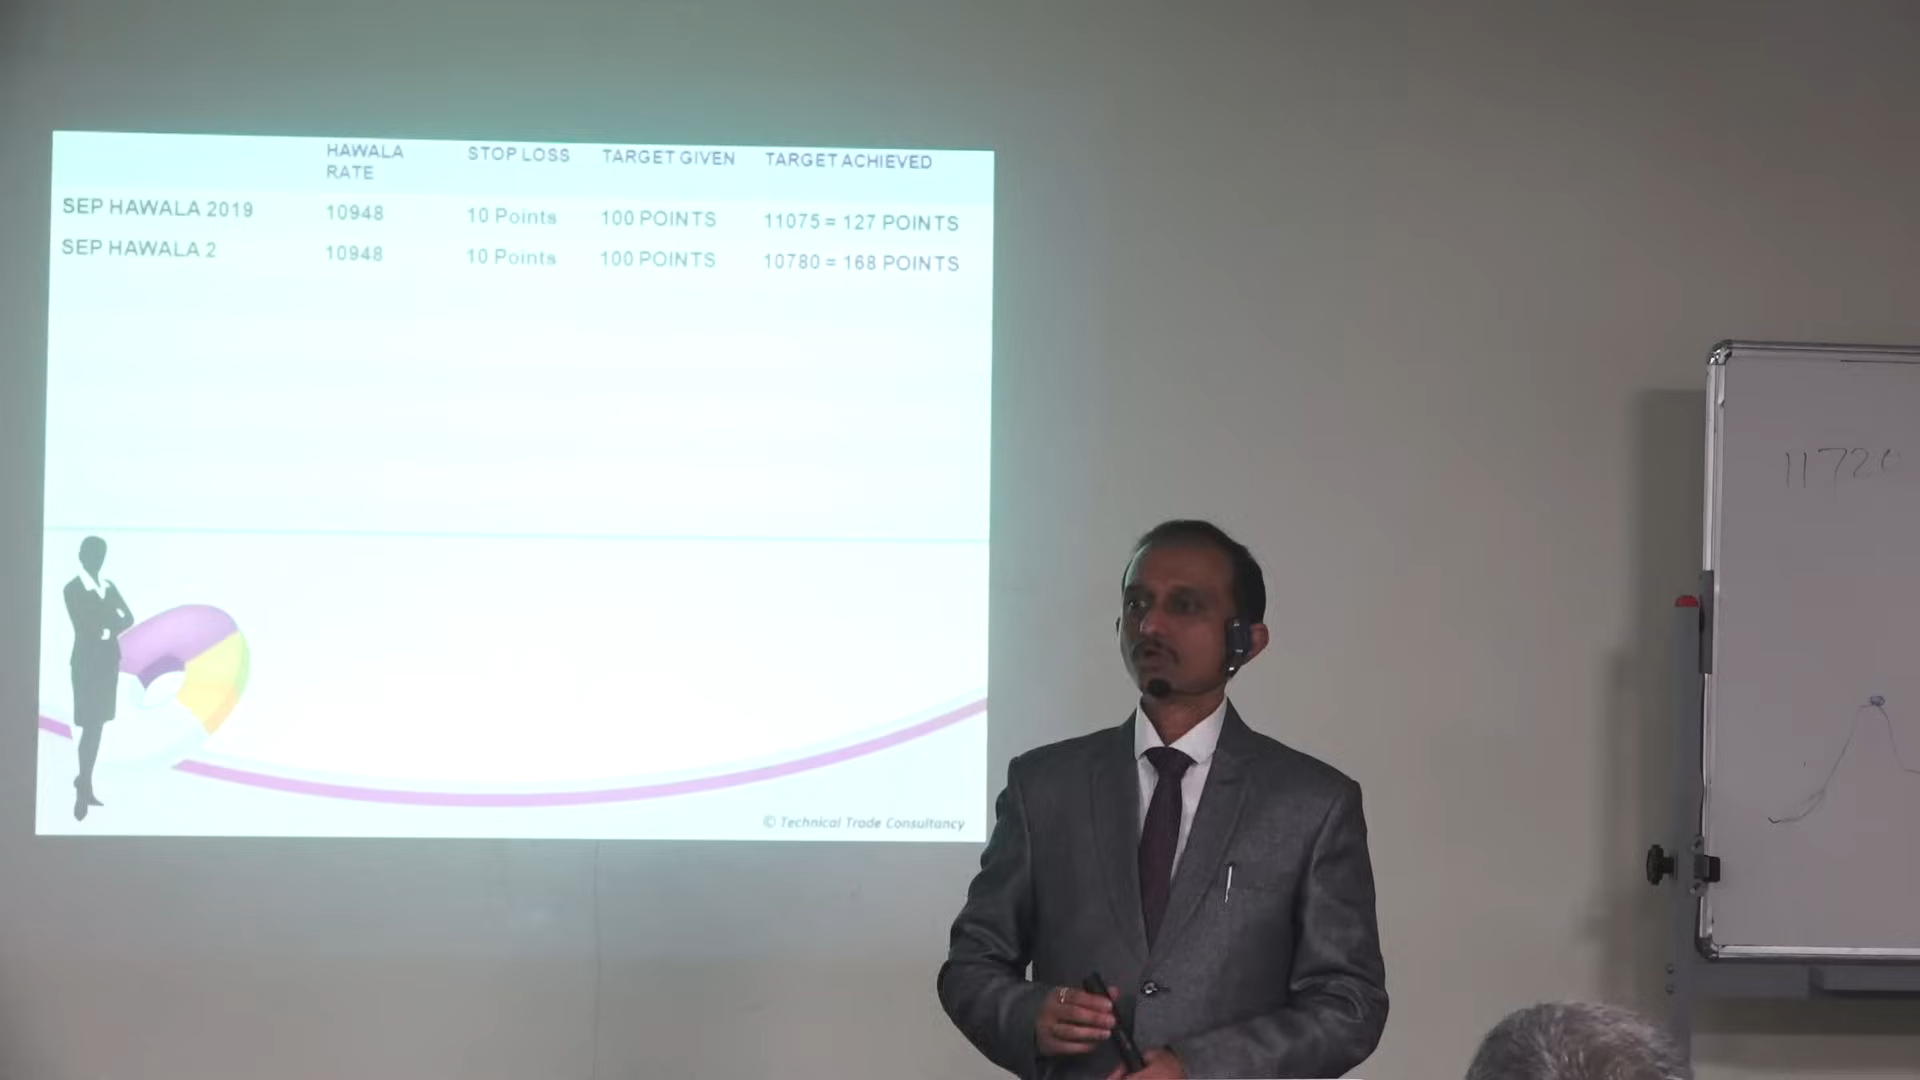 HAWALA RATE STOP LOSS TARGET GIVEN TARGET ACHIEVED
SEP HAWALA 2019 10948 10 Points 100 POINTS 11075 = 127 POINTS
SEP HAWALA 2 10948 10 Points 100 POINTS 10780 = 168 POINTS
© Technical Trade Consultancy
11720